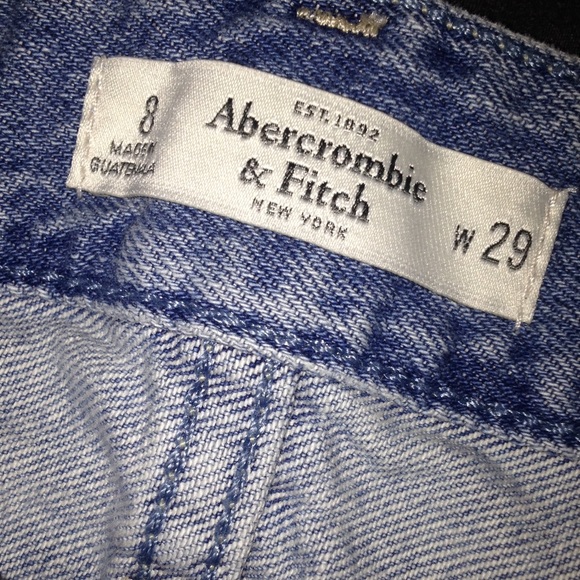 8
MADE IN
GUATEMALA
EST. 1892
Abercrombie
& Fitch
NEW YORK
W 29